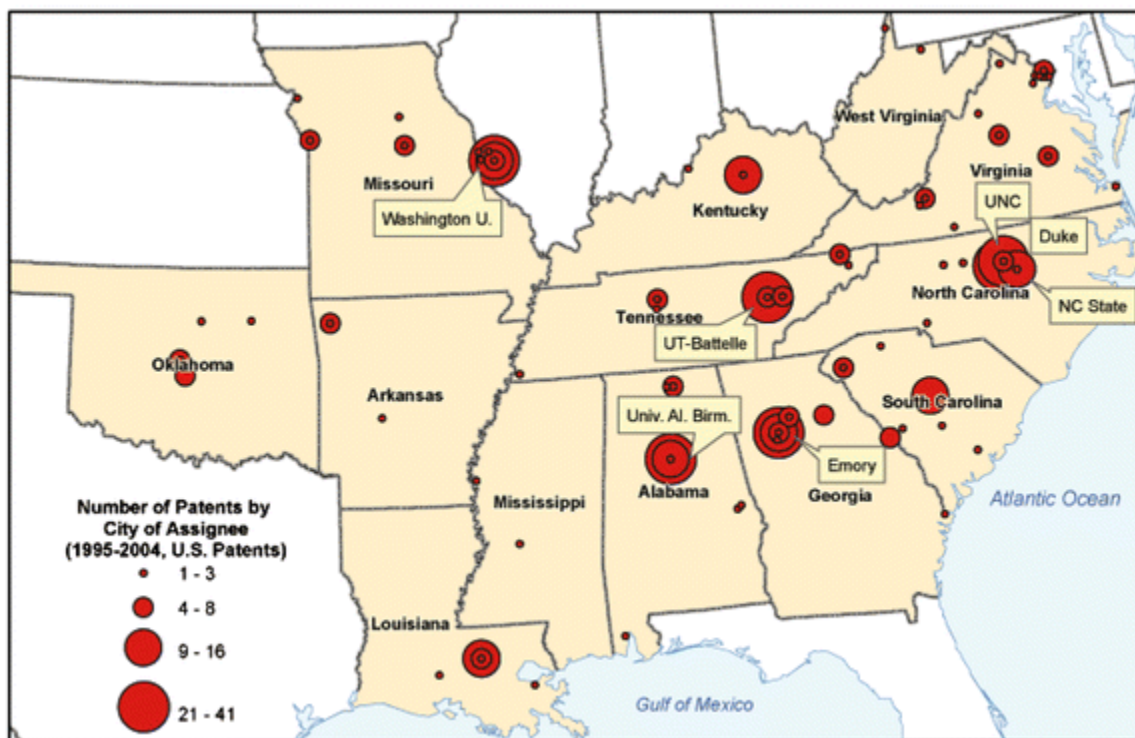 West Virginia
Virginia
Missouri
Washington U.
Kentucky
UNC
Duke
North Carolina
NC State
Tennessee
UT-Battelle
Oklahoma
Arkansas
South Carolina
Univ. Al. Birm.
Emory
Alabama
Georgia
Mississippi
Atlantic Ocean
Number of Patents by
City of Assignee
(1995-2004, U.S. Patents)
1 - 3
4 - 8
9 - 16
21 - 41
Louisiana
Gulf of Mexico